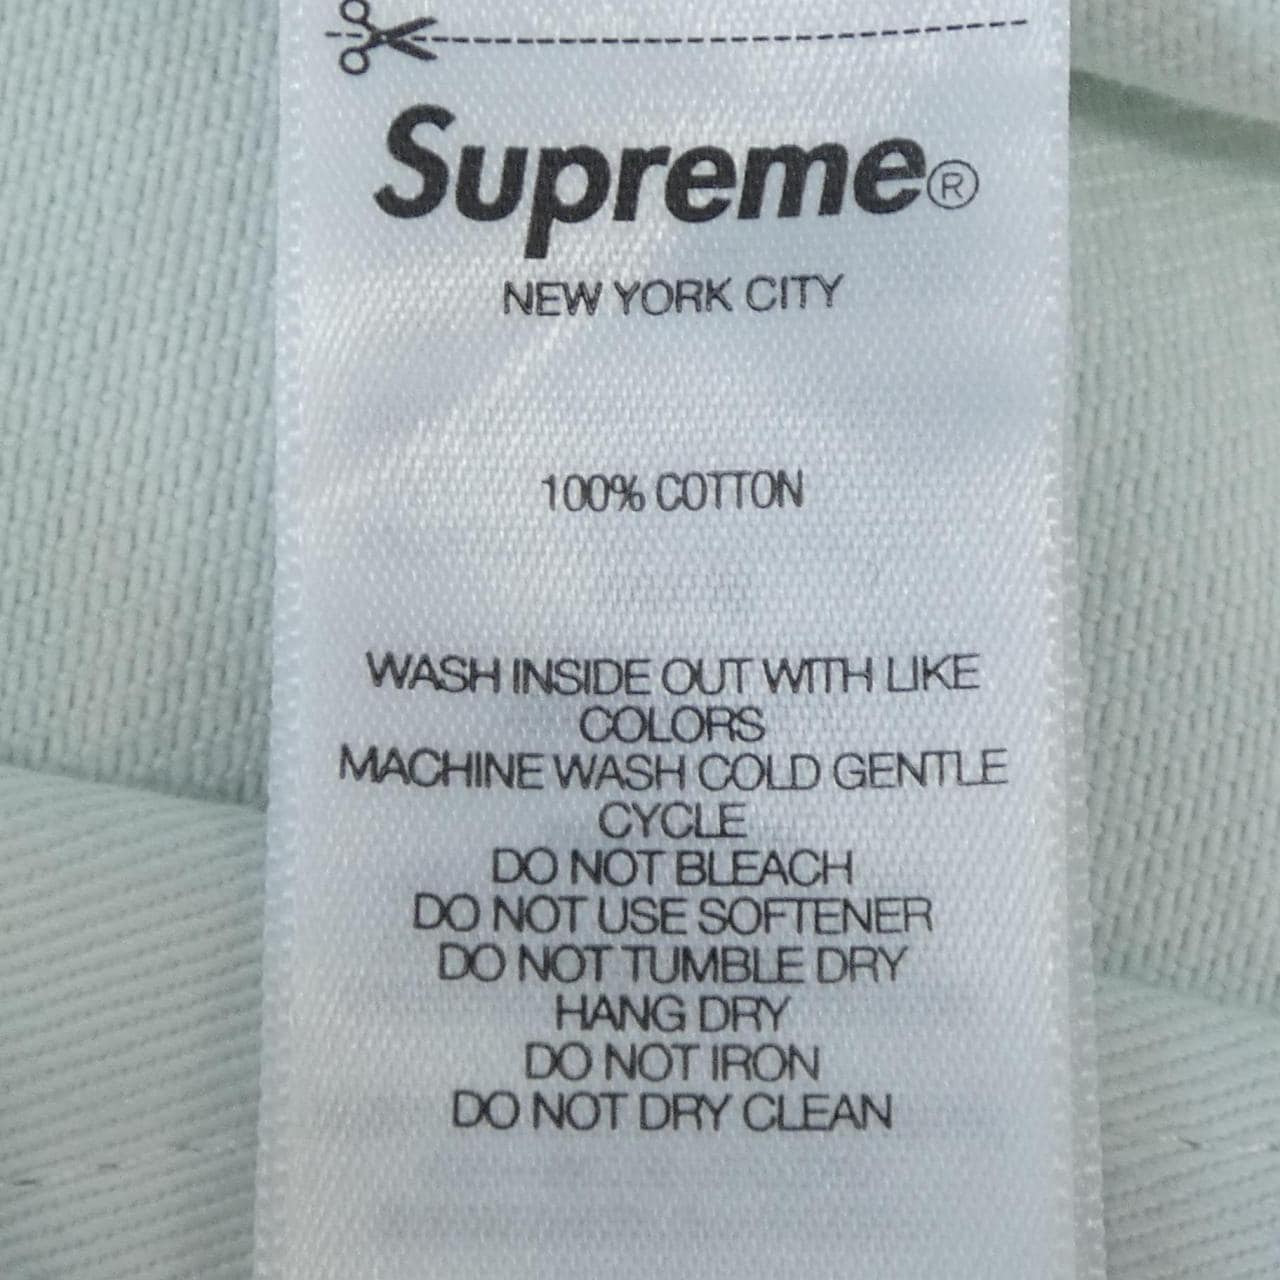 Supreme®
NEW YORK CITY
100% COTTON
WASH INSIDE OUT WITH LIKE
COLORS
MACHINE WASH COLD GENTLE
CYCLE
DO NOT BLEACH
DO NOT USE SOFTENER
DO NOT TUMBLE DRY
HANG DRY
DO NOT IRON
DO NOT DRY CLEAN